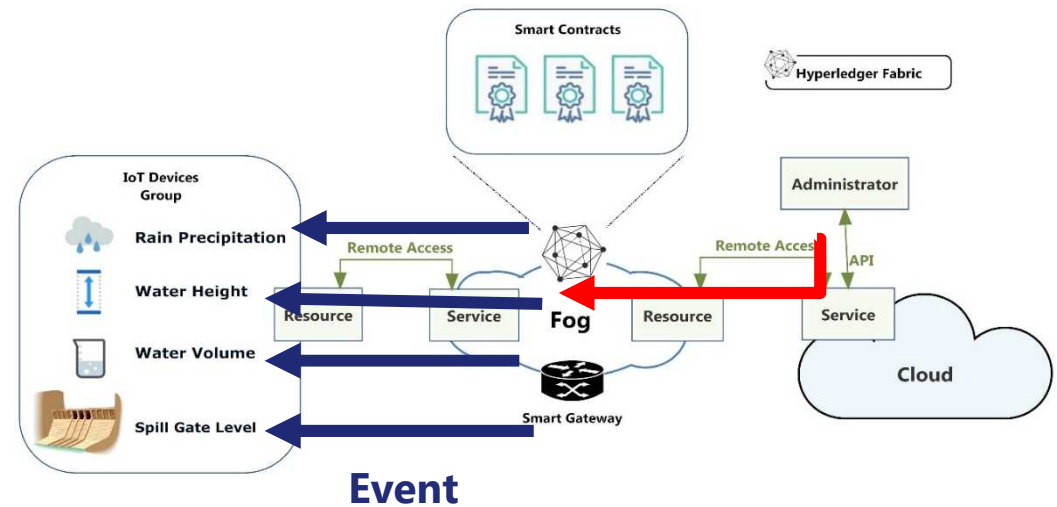 Smart Contracts
Hyperledger Fabric
IoT Devices
Group
Rain Precipitation
Water Height
Water Volume
Spill Gate Level
Remote Access
Resource
Service
Fog
Smart Gateway
Remote Access
Resource
Administrator
API
Service
Cloud
Event